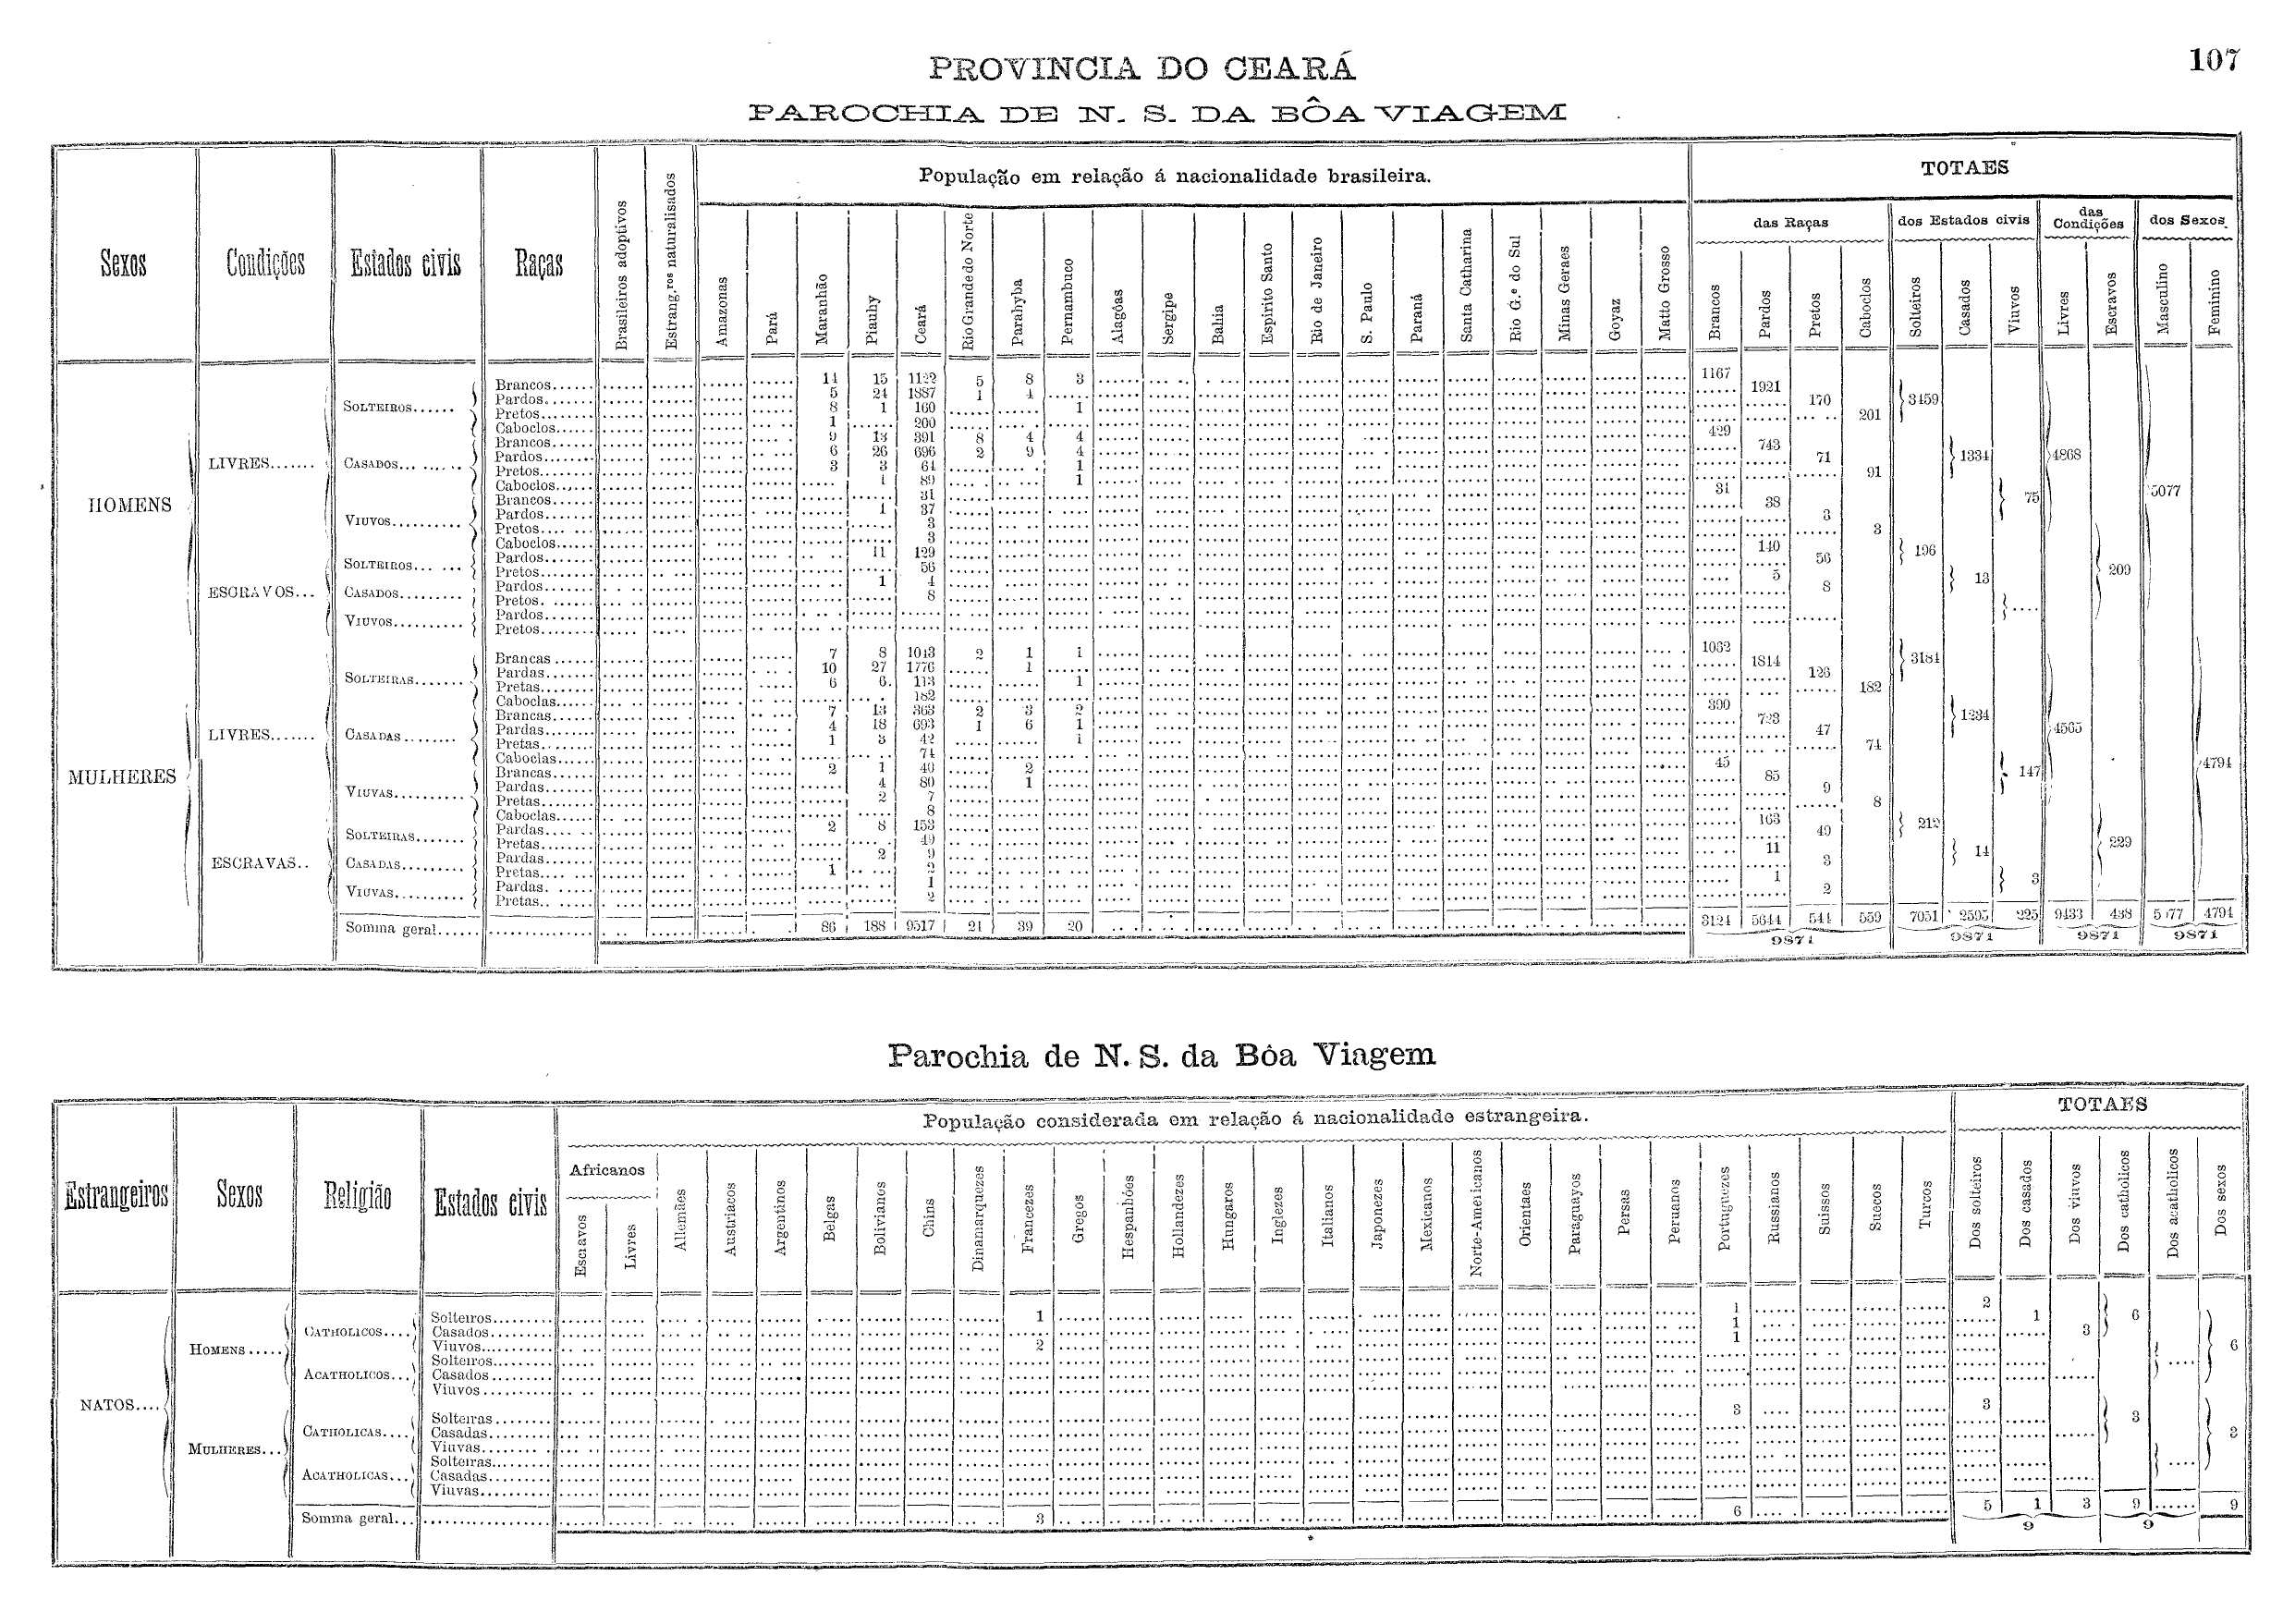 107
PROVINCIA DO CEARÁ
PAROCHIA DE N. S. DA BÔA VIAGEM
Sexos Condições Estados civis Raças Brasileiros adoptivos Estrang.ros naturalisados População em relação á nacionalidade brasileira. TOTAES
das Raças dos Estados civis das Condições dos Sexos
Amazonas Pará Maranhão Piauhy Ceará Rio Grande do Norte Parahyba Pernambuco Alagôas Sergipe Bahia Espirito Santo Rio de Janeiro S. Paulo Paraná Santa Catharina Rio G.e do Sul Minas Geraes Goyaz Matto Grosso Brancos Pardos Pretos Caboclos Solteiros Casados Viuvos Livres Escravos Masculino Feminino
HOMENS LIVRES....... SOLTEIROS...... Brancos...... 14 15 1122 5 8 3 1167 3459 4868 5077
Pardos...... 5 24 1887 1 4 1921
Pretos...... 8 1 160 1 170
Caboclos...... 1 200 201
CASADOS........ Brancos...... 9 13 391 8 4 4 429 1334
Pardos...... 6 26 696 2 9 4 743
Pretos...... 3 3 64 1 71
Caboclos...... 1 89 1 91
VIUVOS.......... Brancos...... 31 31 75
Pardos...... 1 37 38
Pretos...... 3 3
Caboclos...... 3 3
ESCRAVOS... SOLTEIROS... ... Pardos...... 11 129 140 196 209
Pretos...... 56 56
CASADOS......... Pardos...... 1 4 5 13
Pretos. ...... 8 8
VIUVOS.......... Pardos...... ....
Pretos......
MULHERES LIVRES....... SOLTEIRAS....... Brancas...... 7 8 1043 2 1 1 1062 3184 4565 4794
Pardas...... 10 27 1776 1 1814
Pretas...... 6 6 113 1 126
Caboclas...... 182 182
CASADAS........ Brancas...... 7 13 363 2 3 2 390 1234
Pardas...... 4 18 693 1 6 1 723
Pretas...... 1 3 42 1 47
Caboclas...... 74 74
VIUVAS.......... Brancas...... 2 1 40 2 45 147
Pardas...... 4 80 1 85
Pretas...... 2 7 9
Caboclas...... 8 8
ESCRAVAS.. SOLTEIRAS....... Pardas...... 2 8 153 163 212 229
Pretas...... 49 49
CASADAS......... Pardas...... 2 9 11 14
Pretas...... 1 2 3
VIUVAS.......... Pardas. ...... 1 1 3
Pretas.. ...... 2 2
Somma geral...... 86 188 9517 21 39 20 3124 5644 544 559 7051 2595 225 9433 438 5077 4794
9871 9871 9871 9871
Parochia de N. S. da Bôa Viagem
Estrangeiros Sexos Religião Estados civis População considerada em relação á nacionalidade estrangeira. TOTAES
Africanos
Escravos Livres Allemães Austriacos Argentinos Belgas Bolivianos China Dinamarquezes Francezes Gregos Hespanhóes Hollandezes Hungaros Inglezes Italianos Japonezes Mexicanos Norte-Americanos Orientaes Paraguayos Persas Peruanos Portuguezes Russianos Suissos Suecos Turcos Dos solteiros Dos casados Dos viuvos Dos catholicos Dos acatholicos Dos sexos
NATOS.... HOMENS..... CATHOLICOS.... Solteiros...... 1 1 2 6 6
Casados...... 1 1
Viuvos...... 2 1 3
ACATHOLICOS... Solteiros...... ....
Casados......
Viuvos......
MULHERES... CATHOLICAS.... Solteiras...... 3 3 3 3
Casadas......
Viuvas......
ACATHOLICAS... Solteiras...... ....
Casadas......
Viuvas......
Somma geral... 3 6 5 1 3 9 ...... 9
9 9